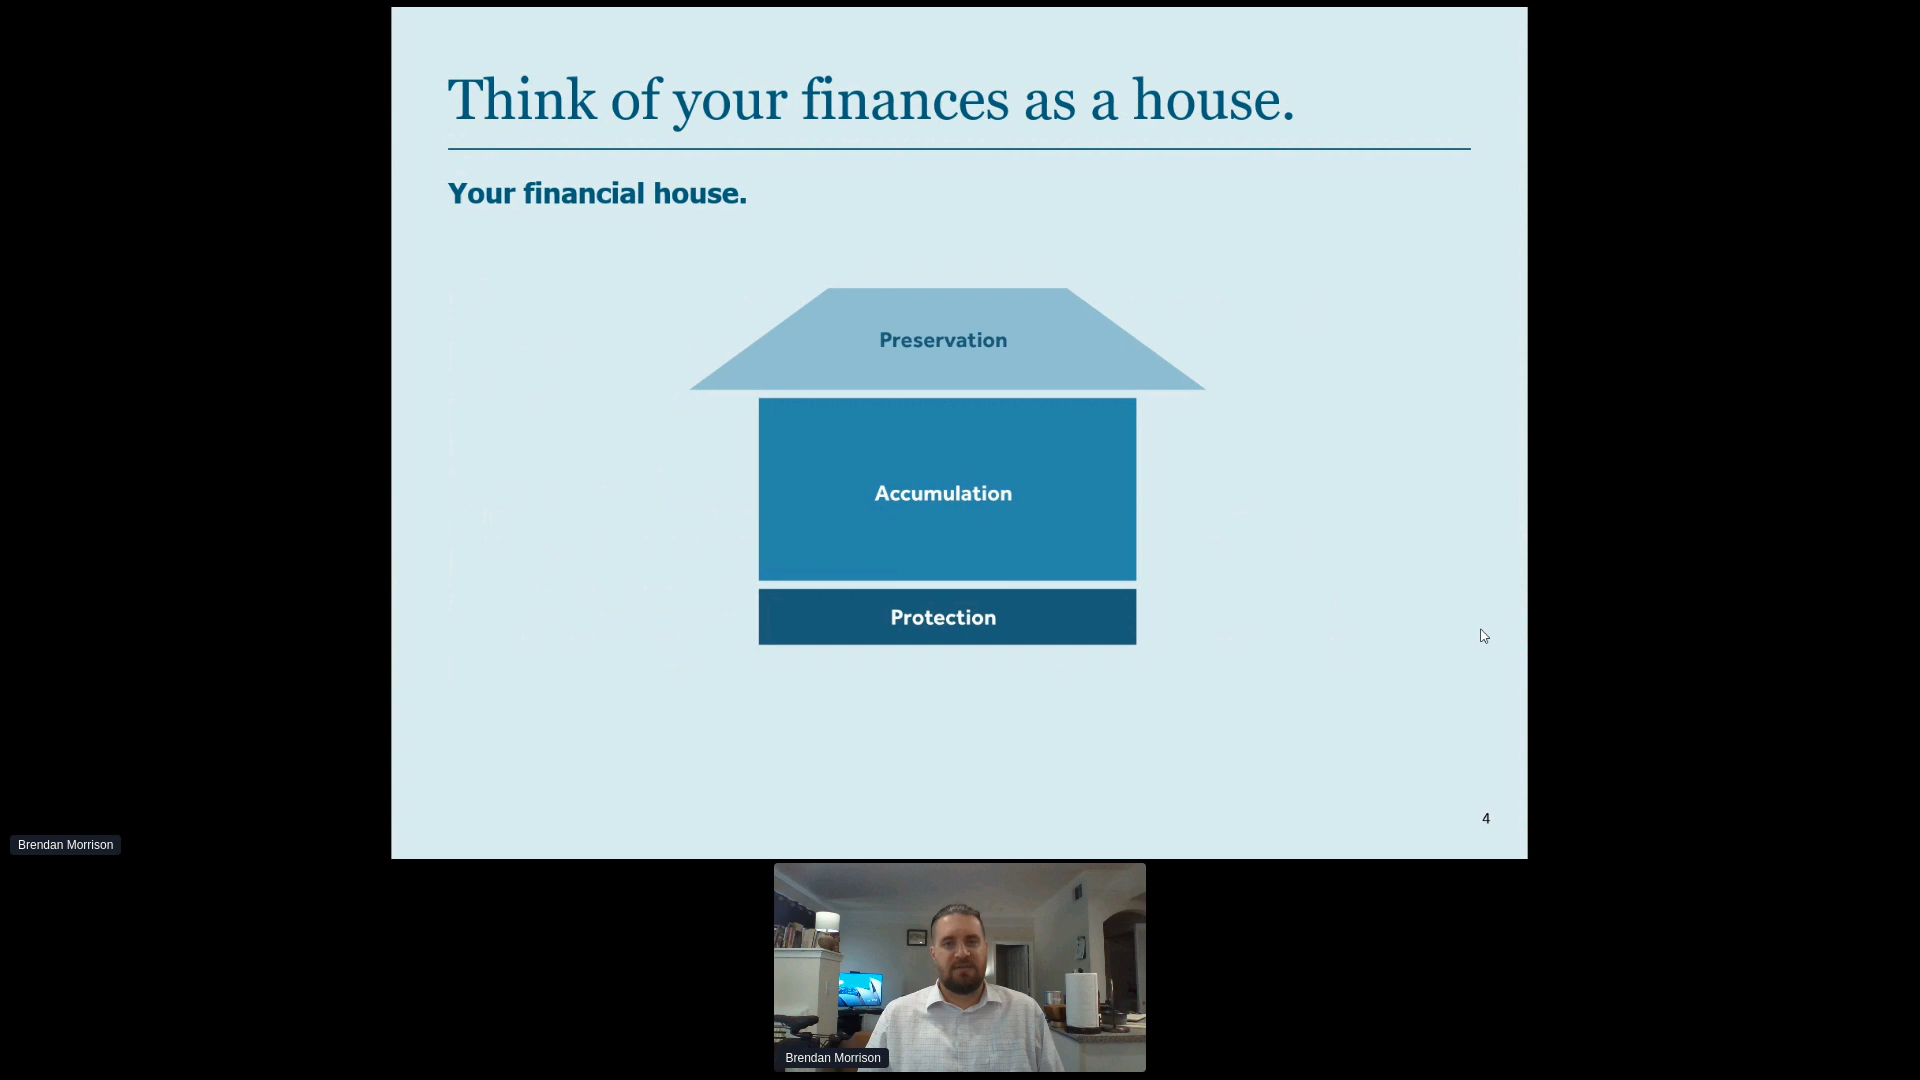 Think of your finances as a house.
Your financial house.
Preservation
Accumulation
Protection
4
Brendan Morrison
Brendan Morrison